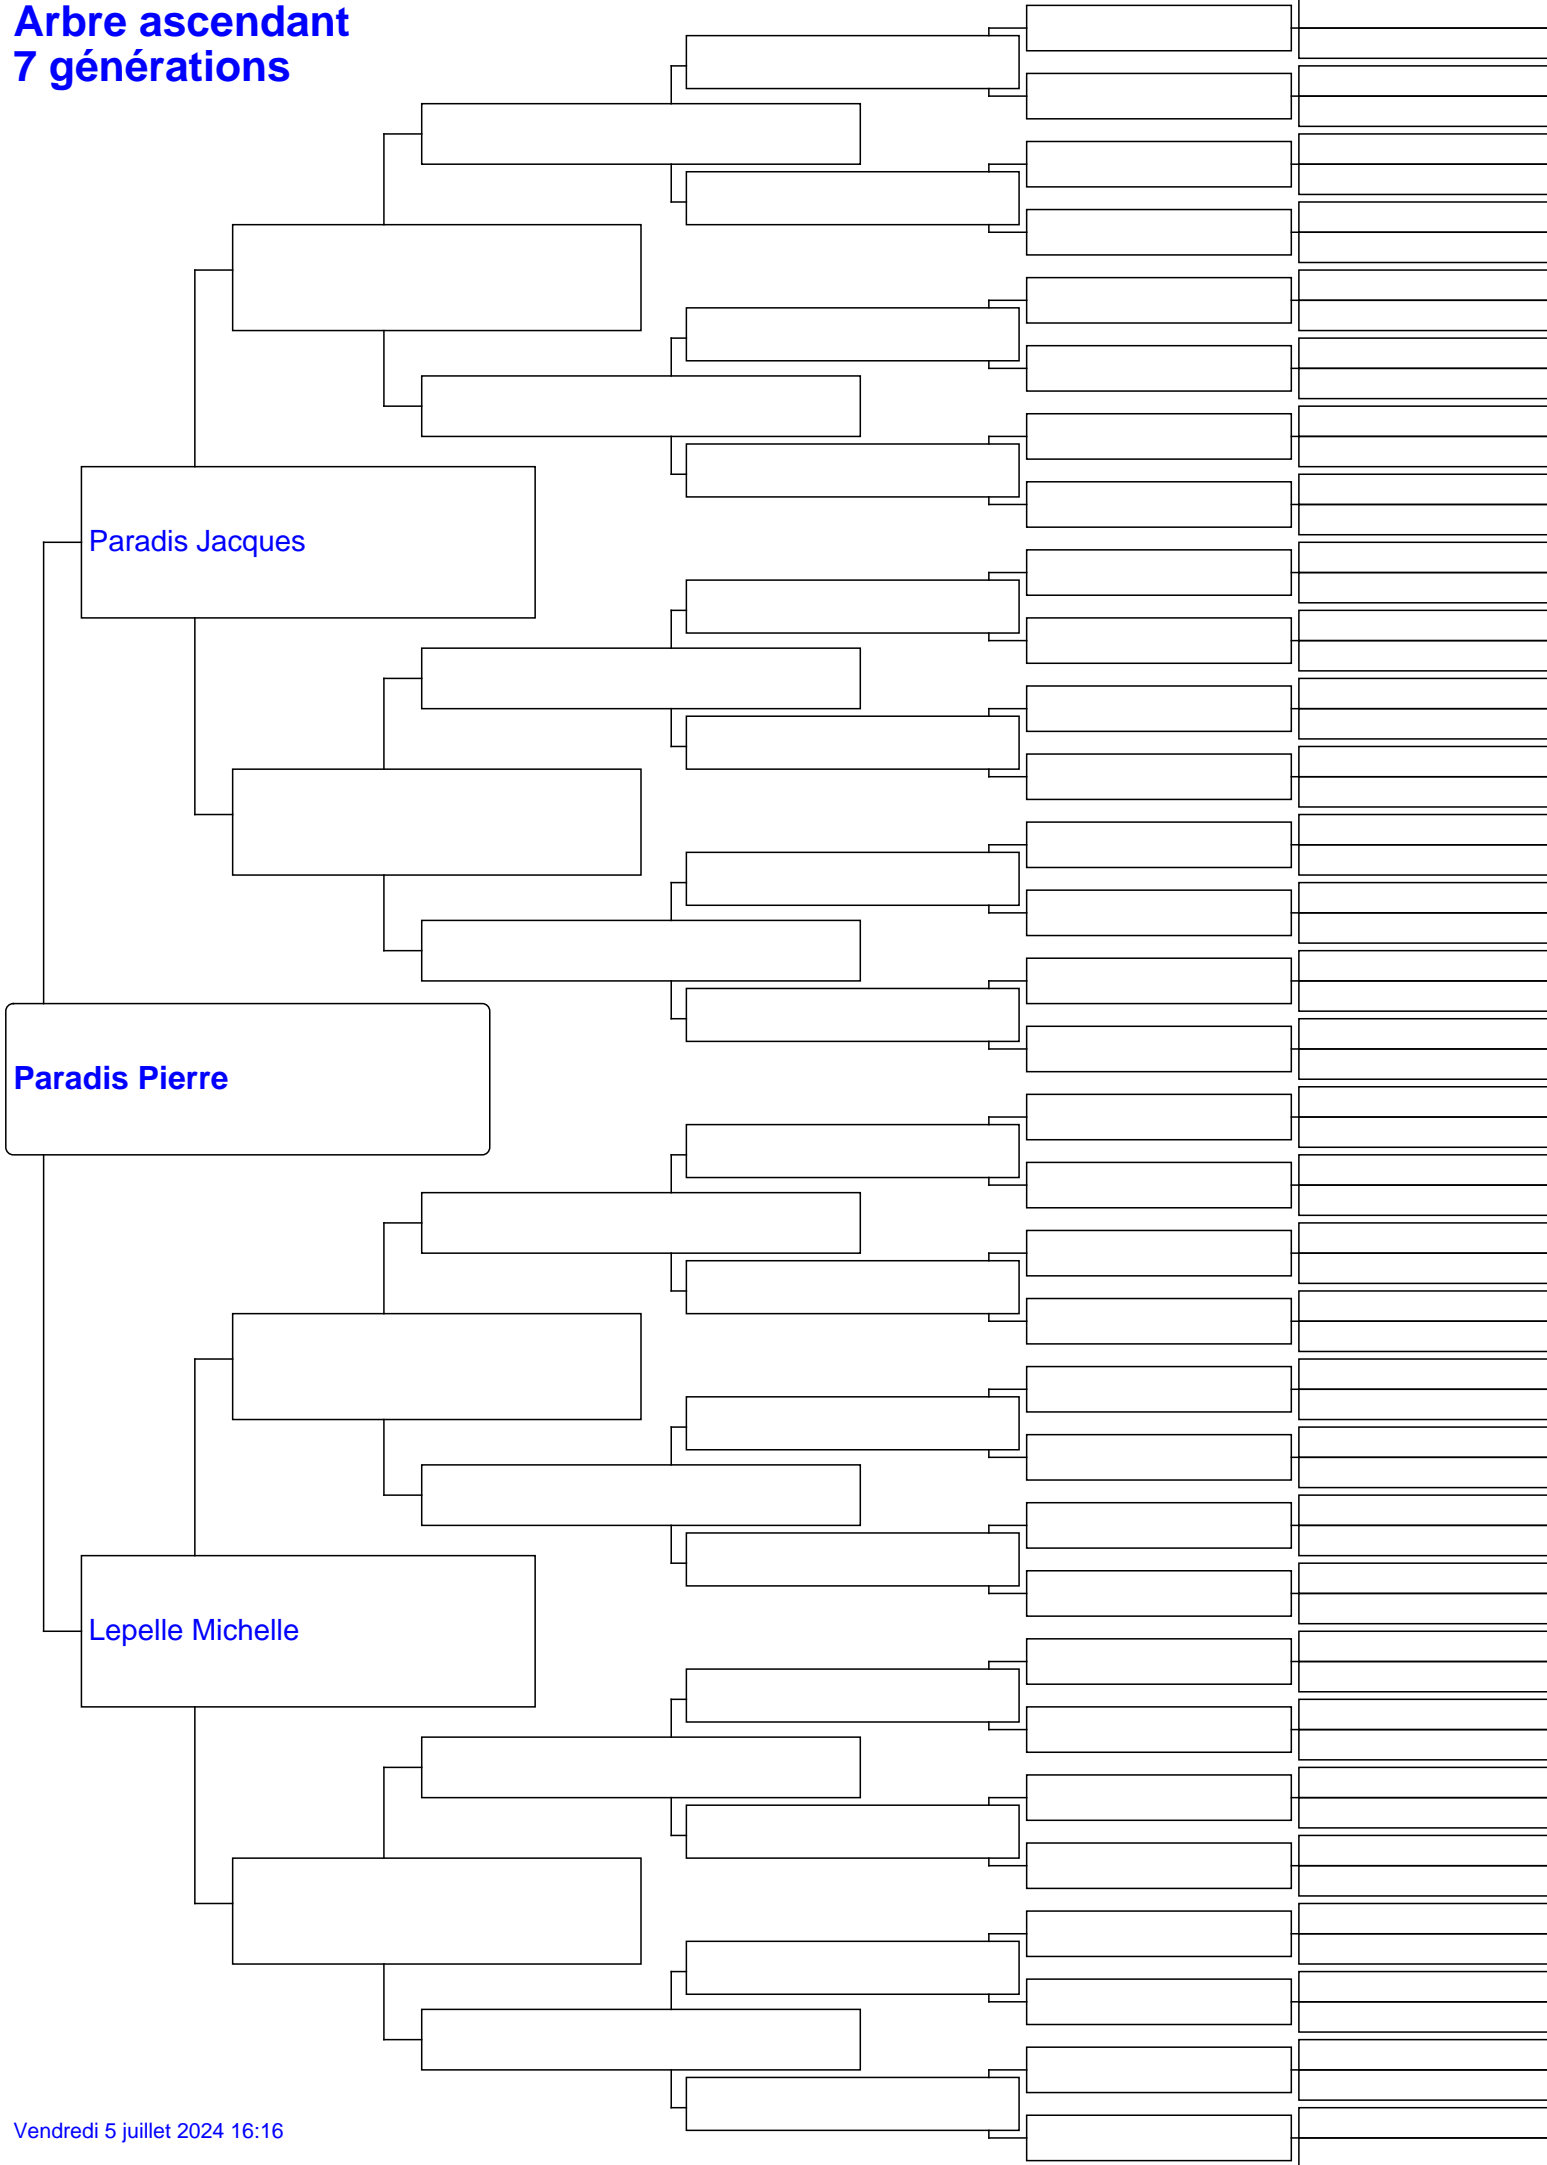 Arbre ascendant
7 générations
Paradis Jacques
Paradis Pierre
Lepelle Michelle
Vendredi 5 juillet 2024 16:16